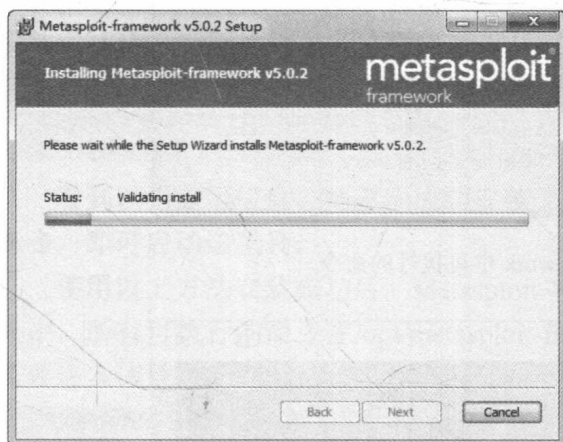 Metasploit-framework v5.0.2 Setup
Installing Metasploit-framework v5.0.2
metasploit®
framework
Please wait while the Setup Wizard installs Metasploit-framework v5.0.2.
Status: Validating install
Back Next Cancel